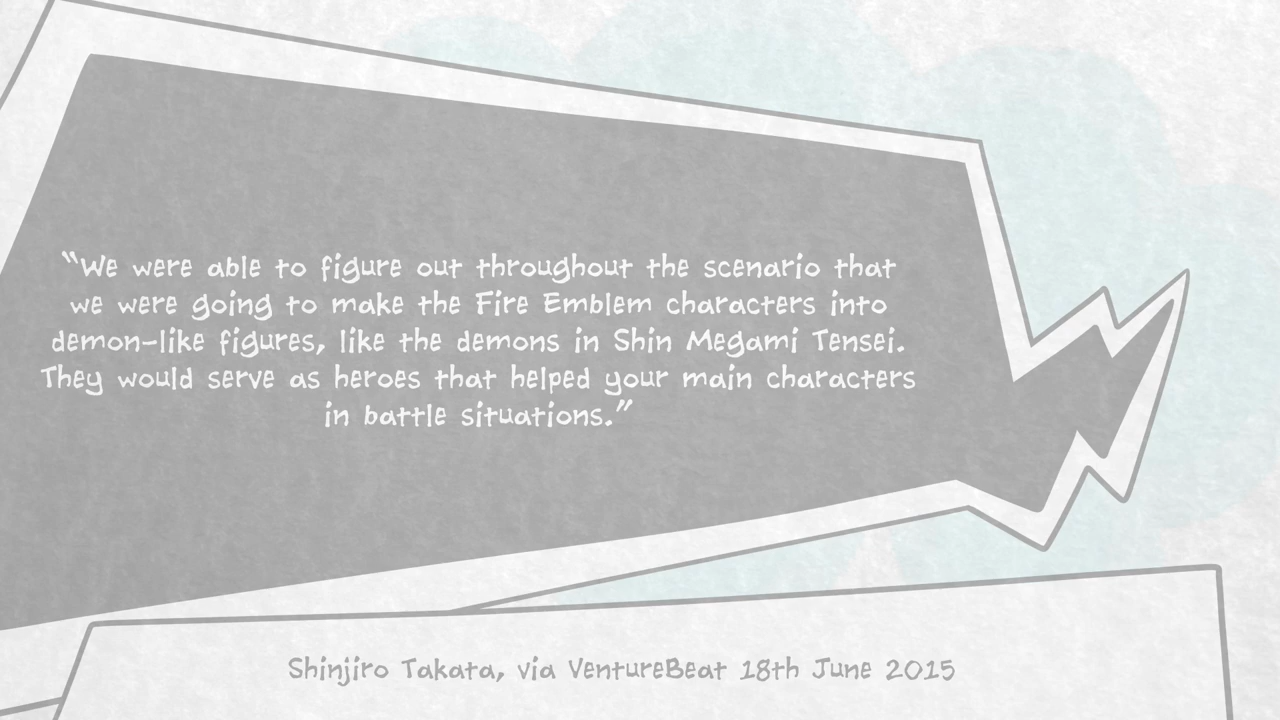 “We were able to figure out throughout the scenario that
we were going to make the Fire Emblem characters into
demon-like figures, like the demons in Shin Megami Tensei.
They would serve as heroes that helped your main characters
in battle situations.”
Shinjiro Takata, via VentureBeat 18th June 2015